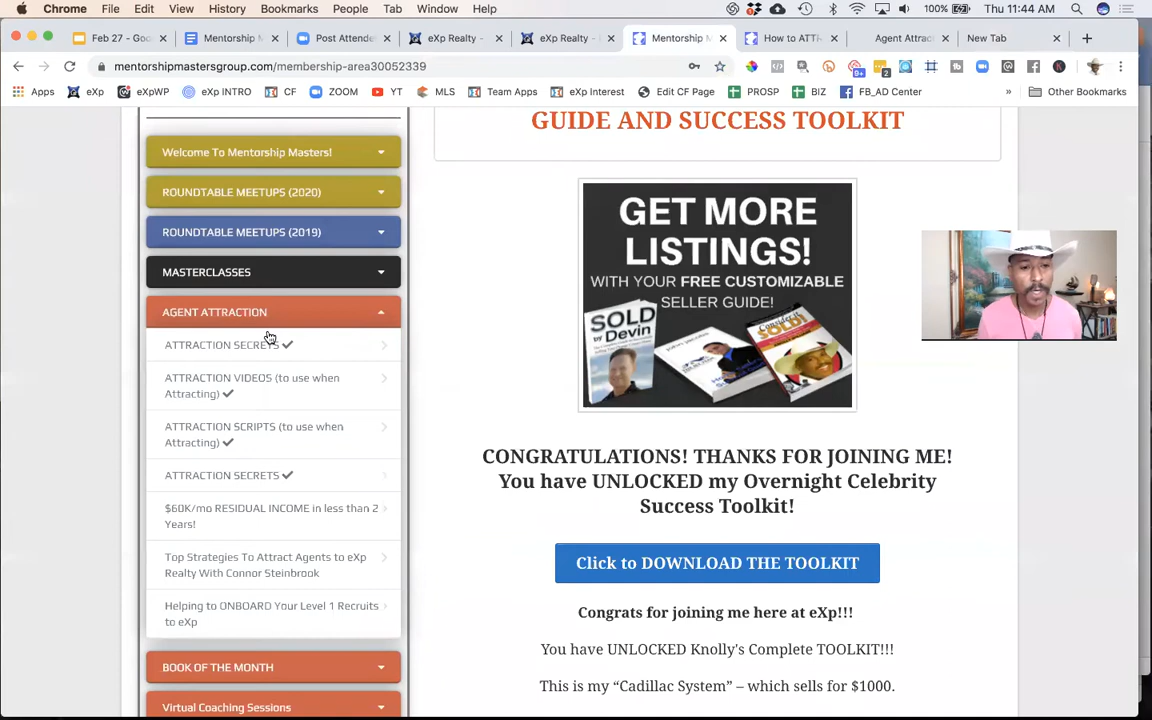 Chrome File Edit View History Bookmarks People Tab Window Help 100% Thu 11:44 AM
Feb 27 - Goo
Mentorship M
Post Attende
eXp Realty -
eXp Realty -
Mentorship M
How to ATTR
Agent Attrac
New Tab
mentorshipmastersgroup.com/membership-area30052339
9+
2
Apps eXp eXpWP eXp INTRO CF ZOOM YT MLS Team Apps eXp Interest Edit CF Page PROSP BIZ FB_AD Center » Other Bookmarks
Welcome To Mentorship Masters!
ROUNDTABLE MEETUPS (2020)
ROUNDTABLE MEETUPS (2019)
MASTERCLASSES
AGENT ATTRACTION
ATTRACTION SECRETS ✔
ATTRACTION VIDEOS (to use when
Attracting) ✔
ATTRACTION SCRIPTS (to use when
Attracting) ✔
ATTRACTION SECRETS ✔
$60K/mo RESIDUAL INCOME in less than 2
Years!
Top Strategies To Attract Agents to eXp
Realty With Connor Steinbrook
Helping to ONBOARD Your Level 1 Recruits
to eXp
BOOK OF THE MONTH
Virtual Coaching Sessions
GUIDE AND SUCCESS TOOLKIT
GET MORE
LISTINGS!
WITH YOUR FREE CUSTOMIZABLE
SELLER GUIDE!
SOLD
by Devin
Consider it
SOLD!
CONGRATULATIONS! THANKS FOR JOINING ME!
You have UNLOCKED my Overnight Celebrity
Success Toolkit!
Click to DOWNLOAD THE TOOLKIT
Congrats for joining me here at eXp!!!
You have UNLOCKED Knolly's Complete TOOLKIT!!!
This is my “Cadillac System” – which sells for $1000.